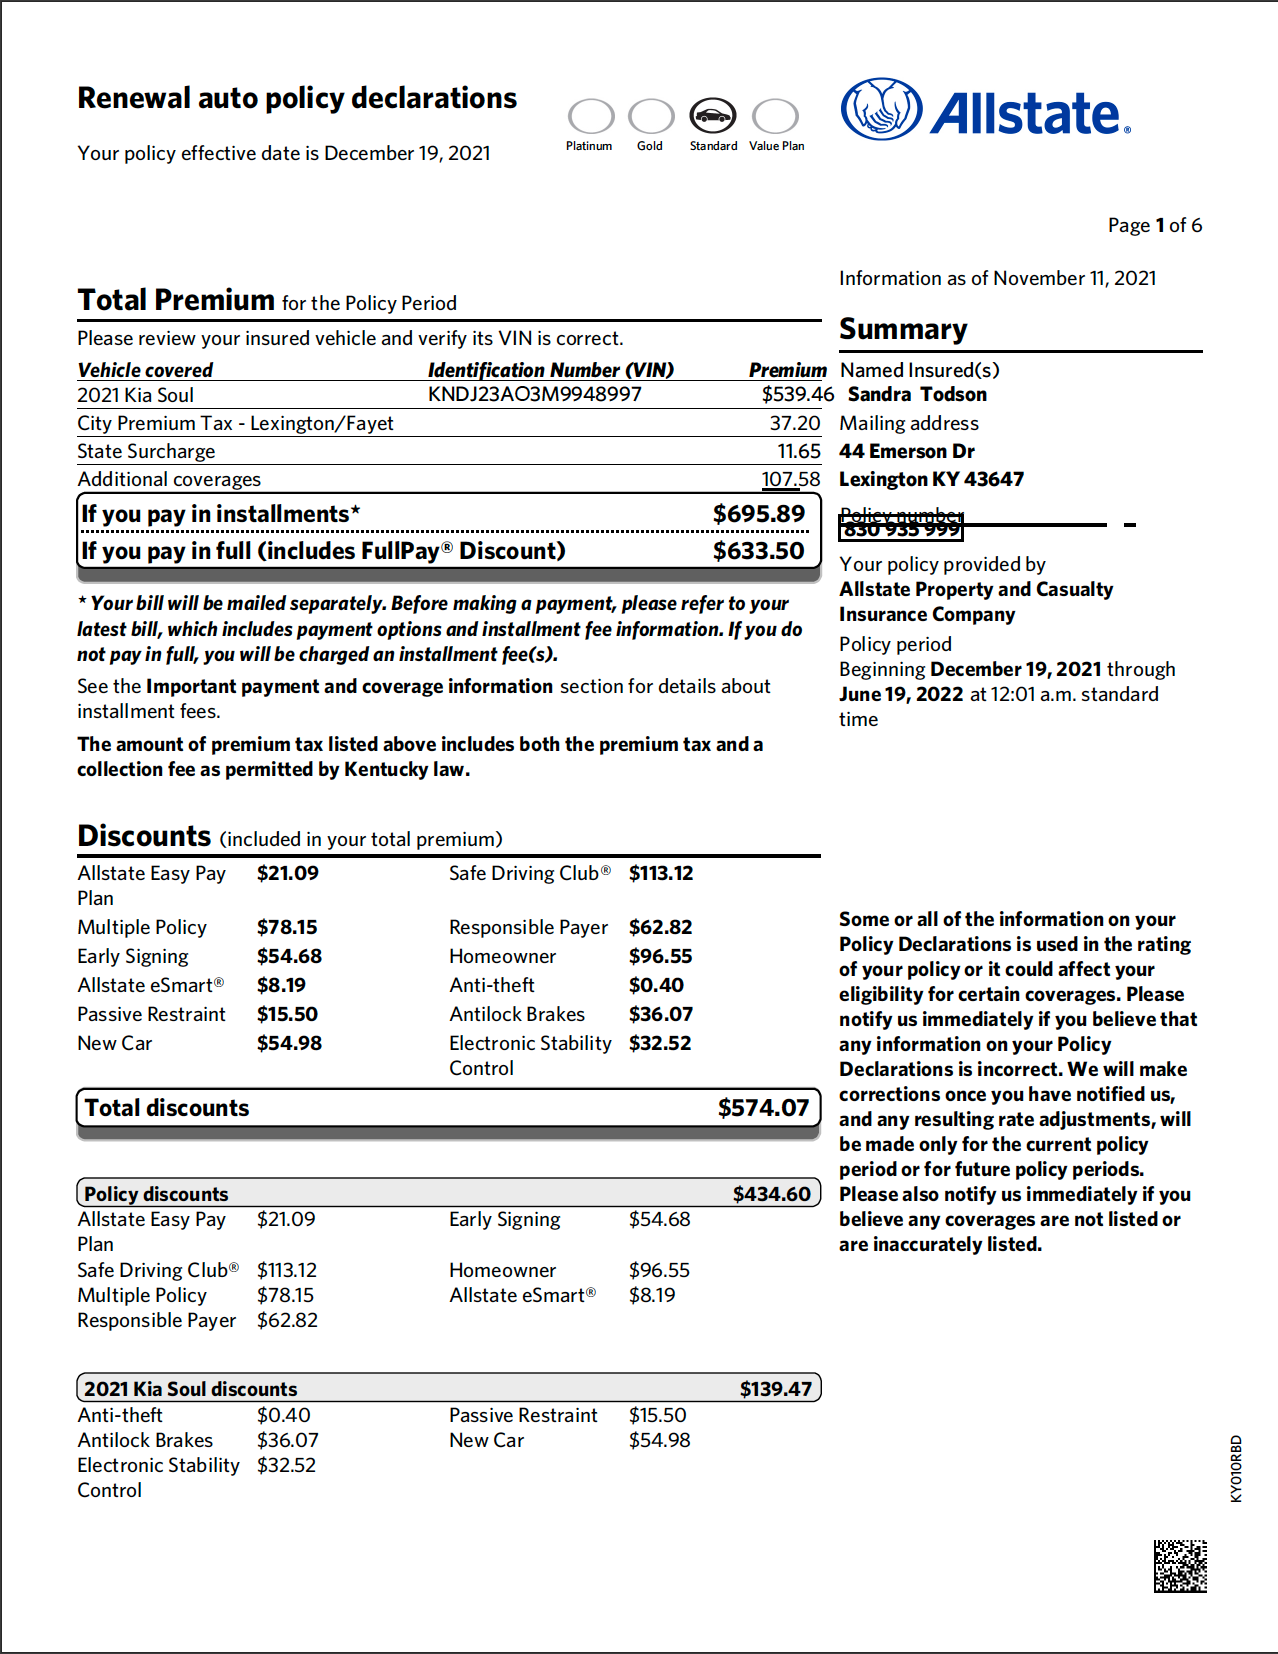 Renewal auto policy declarations
Your policy effective date is December 19, 2021
Platinum Gold Standard Value Plan
Allstate®
Page 1 of 6
Information as of November 11, 2021
Total Premium for the Policy Period
Please review your insured vehicle and verify its VIN is correct.
Vehicle covered Identification Number (VIN) Premium
2021 Kia Soul KNDJ23AO3M9948997 $539.46
City Premium Tax - Lexington/Fayet 37.20
State Surcharge 11.65
Additional coverages 107.58
If you pay in installments* $695.89
If you pay in full (includes FullPay® Discount) $633.50
* Your bill will be mailed separately. Before making a payment, please refer to your
latest bill, which includes payment options and installment fee information. If you do
not pay in full, you will be charged an installment fee(s).
See the Important payment and coverage information section for details about
installment fees.
The amount of premium tax listed above includes both the premium tax and a
collection fee as permitted by Kentucky law.
Summary
Named Insured(s)
Sandra Todson
Mailing address
44 Emerson Dr
Lexington KY 43647
Policy number
830 935 999
Your policy provided by
Allstate Property and Casualty
Insurance Company
Policy period
Beginning December 19, 2021 through
June 19, 2022 at 12:01 a.m. standard
time
Discounts (included in your total premium)
Allstate Easy Pay $21.09 Safe Driving Club® $113.12
Plan
Multiple Policy $78.15 Responsible Payer $62.82
Early Signing $54.68 Homeowner $96.55
Allstate eSmart® $8.19 Anti-theft $0.40
Passive Restraint $15.50 Antilock Brakes $36.07
New Car $54.98 Electronic Stability $32.52
Control
Total discounts $574.07
Policy discounts $434.60
Allstate Easy Pay $21.09 Early Signing $54.68
Plan
Safe Driving Club® $113.12 Homeowner $96.55
Multiple Policy $78.15 Allstate eSmart® $8.19
Responsible Payer $62.82
2021 Kia Soul discounts $139.47
Anti-theft $0.40 Passive Restraint $15.50
Antilock Brakes $36.07 New Car $54.98
Electronic Stability $32.52
Control
Some or all of the information on your
Policy Declarations is used in the rating
of your policy or it could affect your
eligibility for certain coverages. Please
notify us immediately if you believe that
any information on your Policy
Declarations is incorrect. We will make
corrections once you have notified us,
and any resulting rate adjustments, will
be made only for the current policy
period or for future policy periods.
Please also notify us immediately if you
believe any coverages are not listed or
are inaccurately listed.
KY010RBD